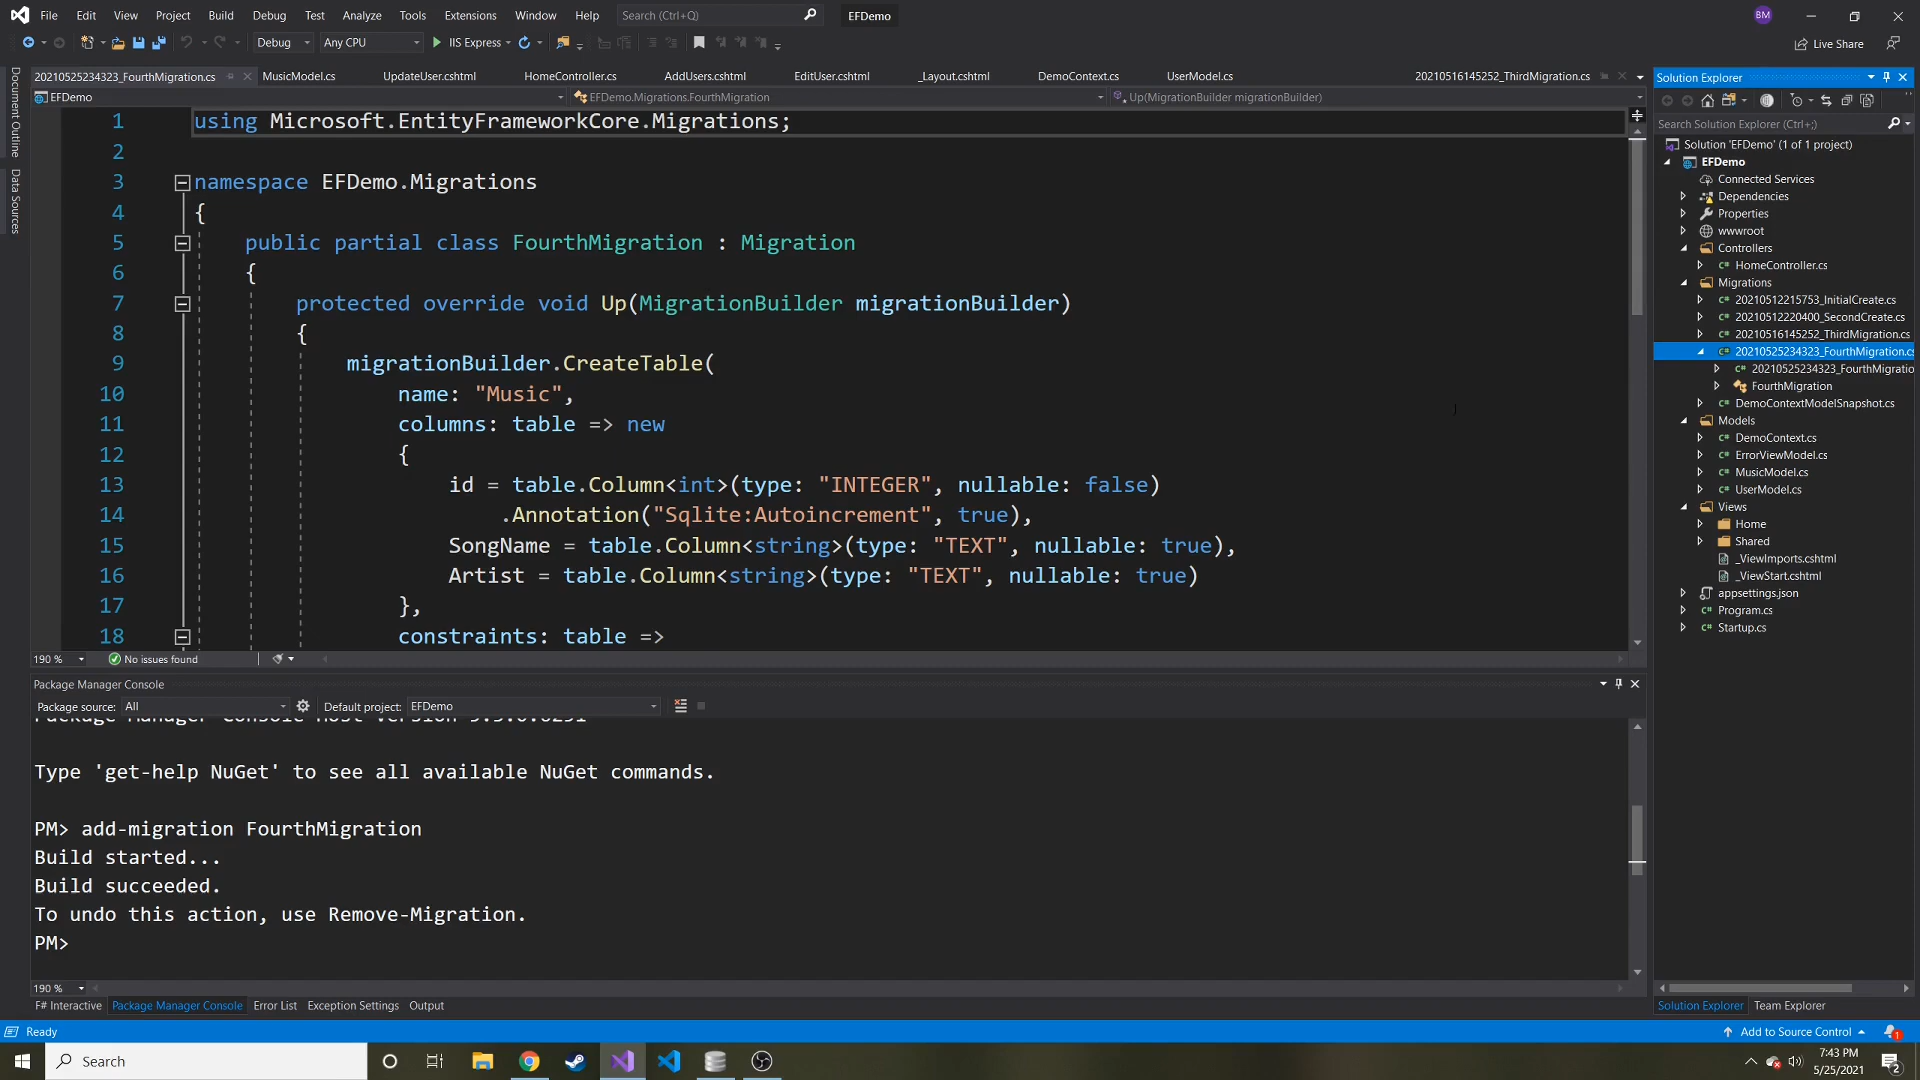 File Edit View Project Build Debug Test Analyze Tools Extensions Window Help Search (Ctrl+Q) EFDemo BM
Debug Any CPU IIS Express Live Share
20210525234323_FourthMigration.cs MusicModel.cs UpdateUser.cshtml HomeController.cs AddUsers.cshtml EditUser.cshtml _Layout.cshtml DemoContext.cs UserModel.cs 20210516145252_ThirdMigration.cs
EFDemo EFDemo.Migrations.FourthMigration Up(MigrationBuilder migrationBuilder)
Document Outline
Data Sources
1 using Microsoft.EntityFrameworkCore.Migrations;
2
3 namespace EFDemo.Migrations
4 {
5 public partial class FourthMigration : Migration
6 {
7 protected override void Up(MigrationBuilder migrationBuilder)
8 {
9 migrationBuilder.CreateTable(
10 name: "Music",
11 columns: table => new
12 {
13 id = table.Column<int>(type: "INTEGER", nullable: false)
14 .Annotation("Sqlite:Autoincrement", true),
15 SongName = table.Column<string>(type: "TEXT", nullable: true),
16 Artist = table.Column<string>(type: "TEXT", nullable: true)
17 },
18 constraints: table =>
190 % No issues found
Package Manager Console
Package source: All Default project: EFDemo
Type 'get-help NuGet' to see all available NuGet commands.
PM> add-migration FourthMigration
Build started...
Build succeeded.
To undo this action, use Remove-Migration.
PM>
190 %
F# Interactive Package Manager Console Error List Exception Settings Output
Solution Explorer
Search Solution Explorer (Ctrl+;)
Solution 'EFDemo' (1 of 1 project)
EFDemo
Connected Services
Dependencies
Properties
wwwroot
Controllers
HomeController.cs
Migrations
20210512215753_InitialCreate.cs
20210512220400_SecondCreate.cs
20210516145252_ThirdMigration.cs
20210525234323_FourthMigration.cs
20210525234323_FourthMigratio
FourthMigration
DemoContextModelSnapshot.cs
Models
DemoContext.cs
ErrorViewModel.cs
MusicModel.cs
UserModel.cs
Views
Home
Shared
_ViewImports.cshtml
_ViewStart.cshtml
appsettings.json
Program.cs
Startup.cs
Solution Explorer Team Explorer
Ready Add to Source Control 1
Search
7:43 PM
5/25/2021
2